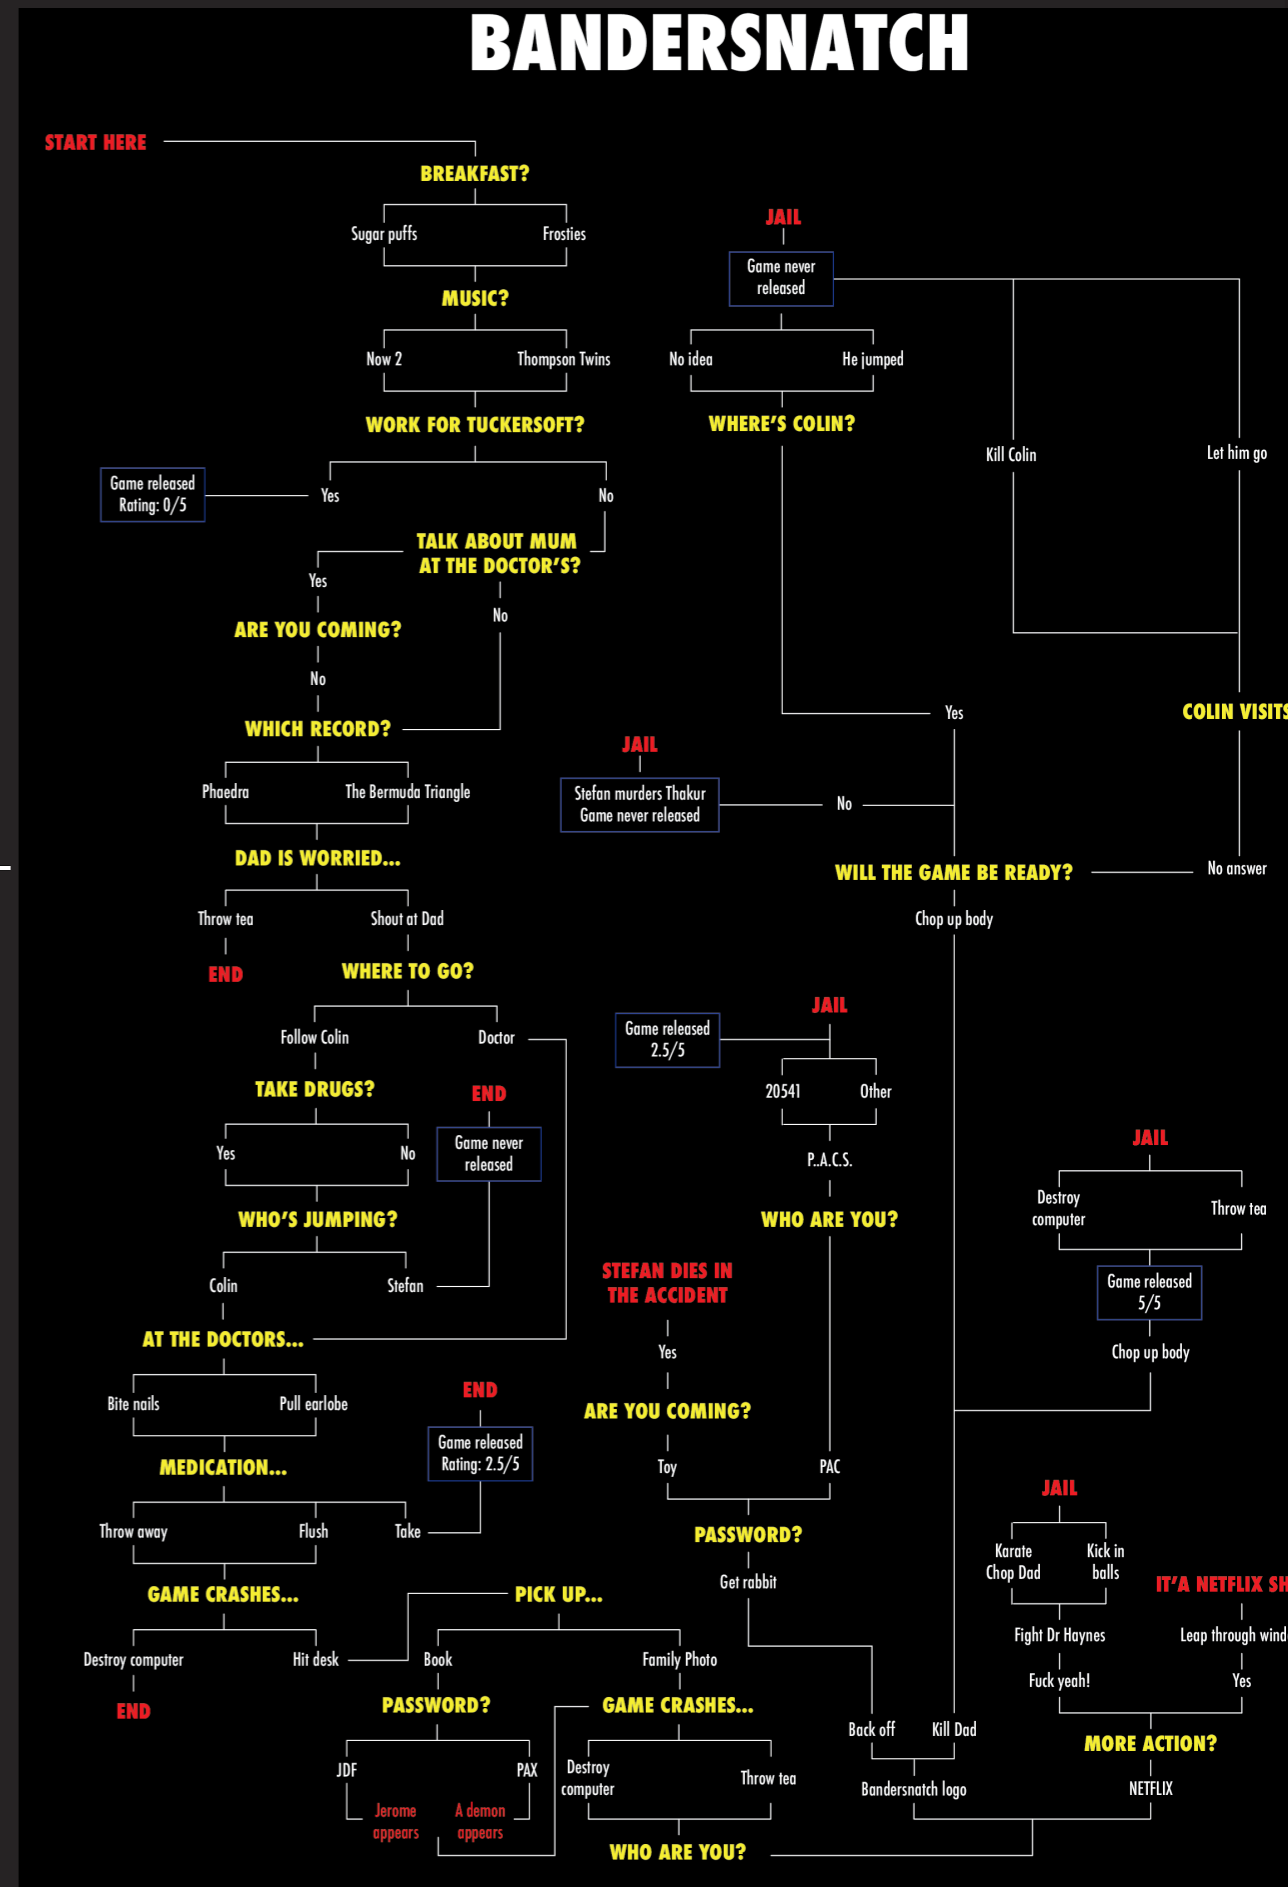 BANDERSNATCH
START HERE
BREAKFAST?
Sugar puffs
Frosties
MUSIC?
Now 2
Thompson Twins
WORK FOR TUCKERSOFT?
Game released
Rating: 0/5
Yes
No
TALK ABOUT MUM
AT THE DOCTOR'S?
Yes
No
ARE YOU COMING?
No
WHICH RECORD?
Phaedra
The Bermuda Triangle
DAD IS WORRIED...
Throw tea
Shout at Dad
END
WHERE TO GO?
Follow Colin
Doctor
TAKE DRUGS?
Yes
No
END
Game never
released
WHO'S JUMPING?
Colin
Stefan
AT THE DOCTORS...
Bite nails
Pull earlobe
MEDICATION...
Throw away
Flush
Take
END
Game released
Rating: 2.5/5
GAME CRASHES...
Destroy computer
Hit desk
END
PICK UP...
Book
Family Photo
PASSWORD?
JDF
PAX
Jerome
appears
A demon
appears
GAME CRASHES...
Destroy
computer
Throw tea
WHO ARE YOU?
JAIL
Game never
released
No idea
He jumped
WHERE'S COLIN?
Kill Colin
Let him go
Yes
COLIN VISITS
JAIL
Stefan murders Thakur
Game never released
No
WILL THE GAME BE READY?
No answer
Chop up body
JAIL
Game released
2.5/5
20541
Other
P..A.C.S.
WHO ARE YOU?
STEFAN DIES IN
THE ACCIDENT
Yes
ARE YOU COMING?
Toy
PAC
PASSWORD?
Get rabbit
Back off
Kill Dad
Bandersnatch logo
JAIL
Destroy
computer
Throw tea
Game released
5/5
Chop up body
JAIL
Karate
Chop Dad
Kick in
balls
IT'A NETFLIX SH
Fight Dr Haynes
Leap through wind
Fuck yeah!
Yes
MORE ACTION?
NETFLIX